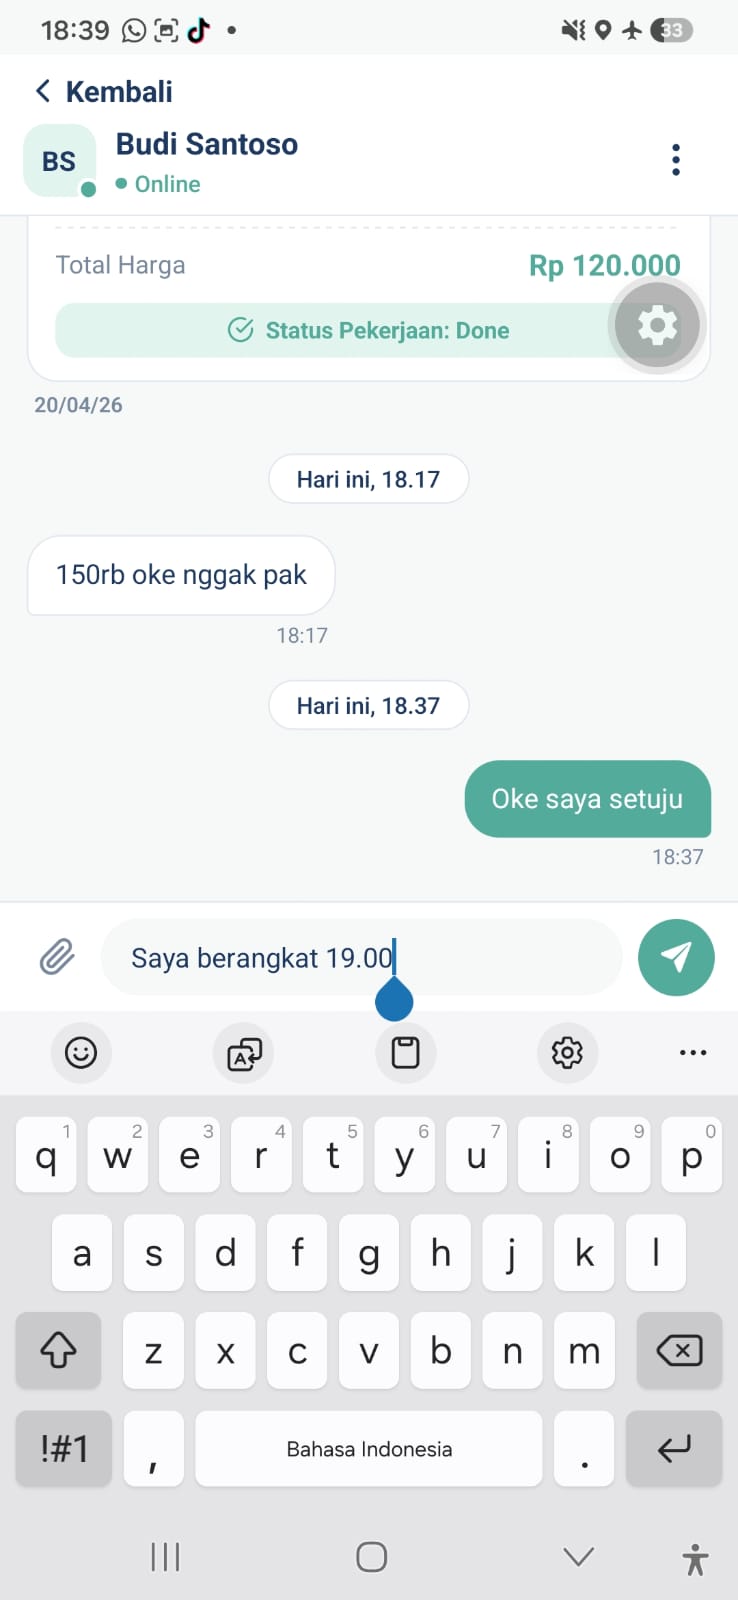 18:39
33
Kembali
BS
Budi Santoso
Online
Total Harga
Rp 120.000
Status Pekerjaan: Done
20/04/26
Hari ini, 18.17
150rb oke nggak pak
18:17
Hari ini, 18.37
Oke saya setuju
18:37
Saya berangkat 19.00
A
1 2 3 4 5 6 7 8 9 0
q w e r t y u i o p
a s d f g h j k l
z x c v b n m
!#1 , Bahasa Indonesia .